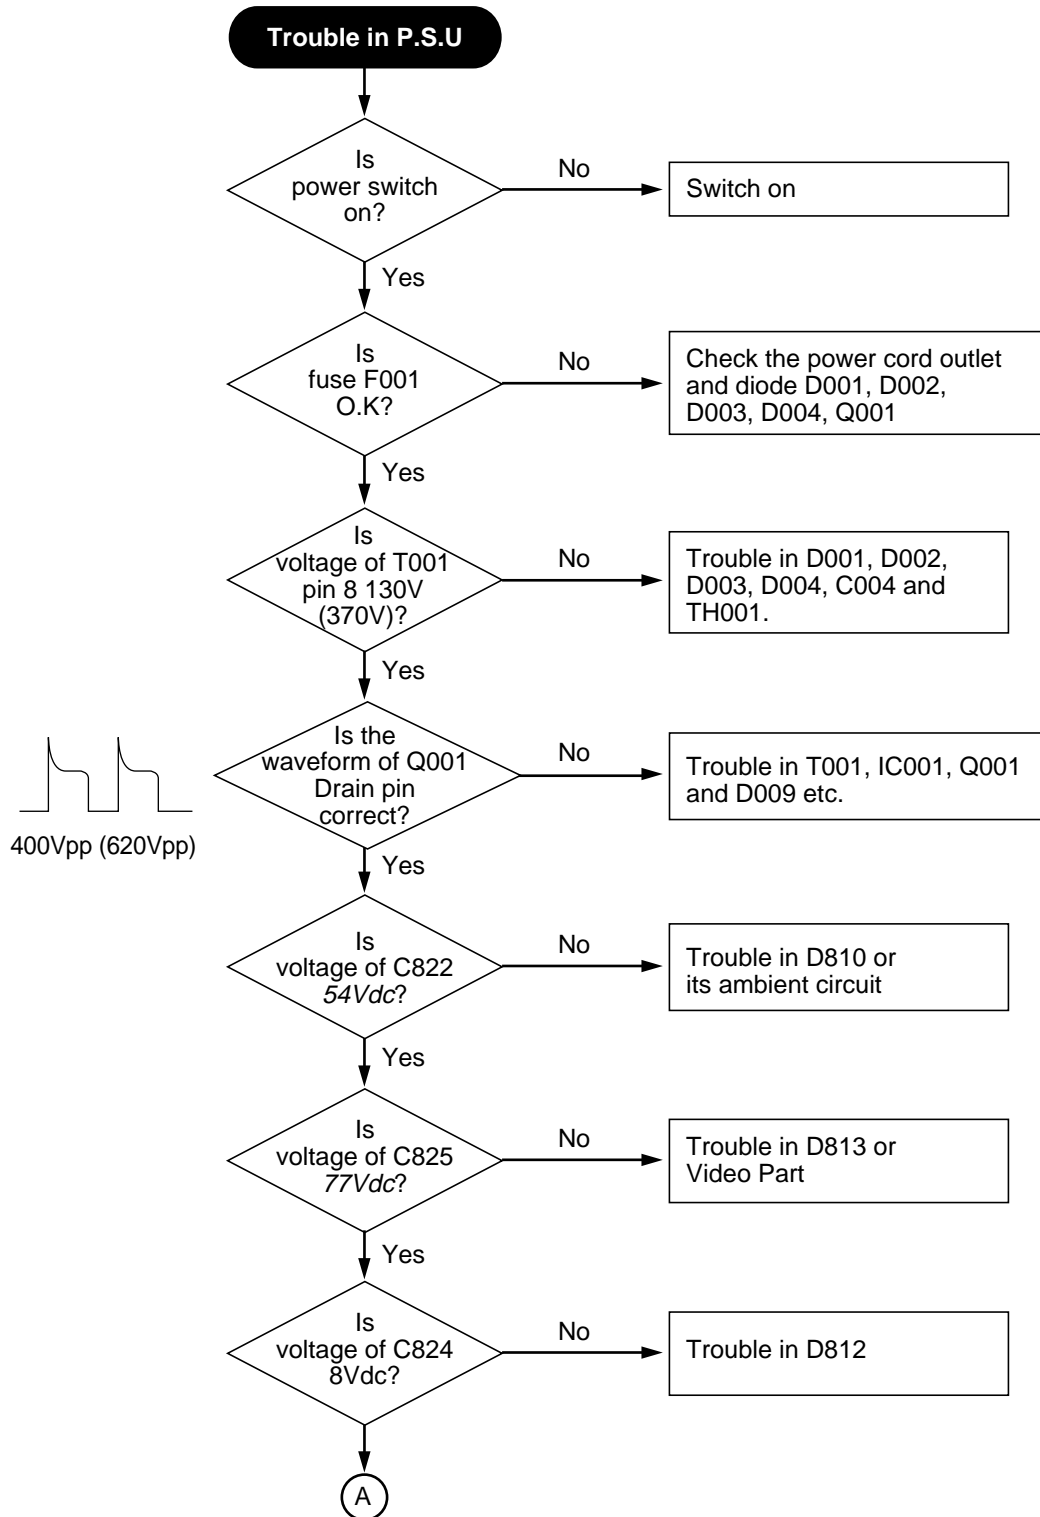 Trouble in P.S.U
Is
power switch
on?
No
Switch on
Yes
Is
fuse F001
O.K?
No
Check the power cord outlet
and diode D001, D002,
D003, D004, Q001
Yes
Is
voltage of T001
pin 8 130V
(370V)?
No
Trouble in D001, D002,
D003, D004, C004 and
TH001.
Yes
400Vpp (620Vpp)
Is the
waveform of Q001
Drain pin
correct?
No
Trouble in T001, IC001, Q001
and D009 etc.
Yes
Is
voltage of C822
54Vdc?
No
Trouble in D810 or
its ambient circuit
Yes
Is
voltage of C825
77Vdc?
No
Trouble in D813 or
Video Part
Yes
Is
voltage of C824
8Vdc?
No
Trouble in D812
A